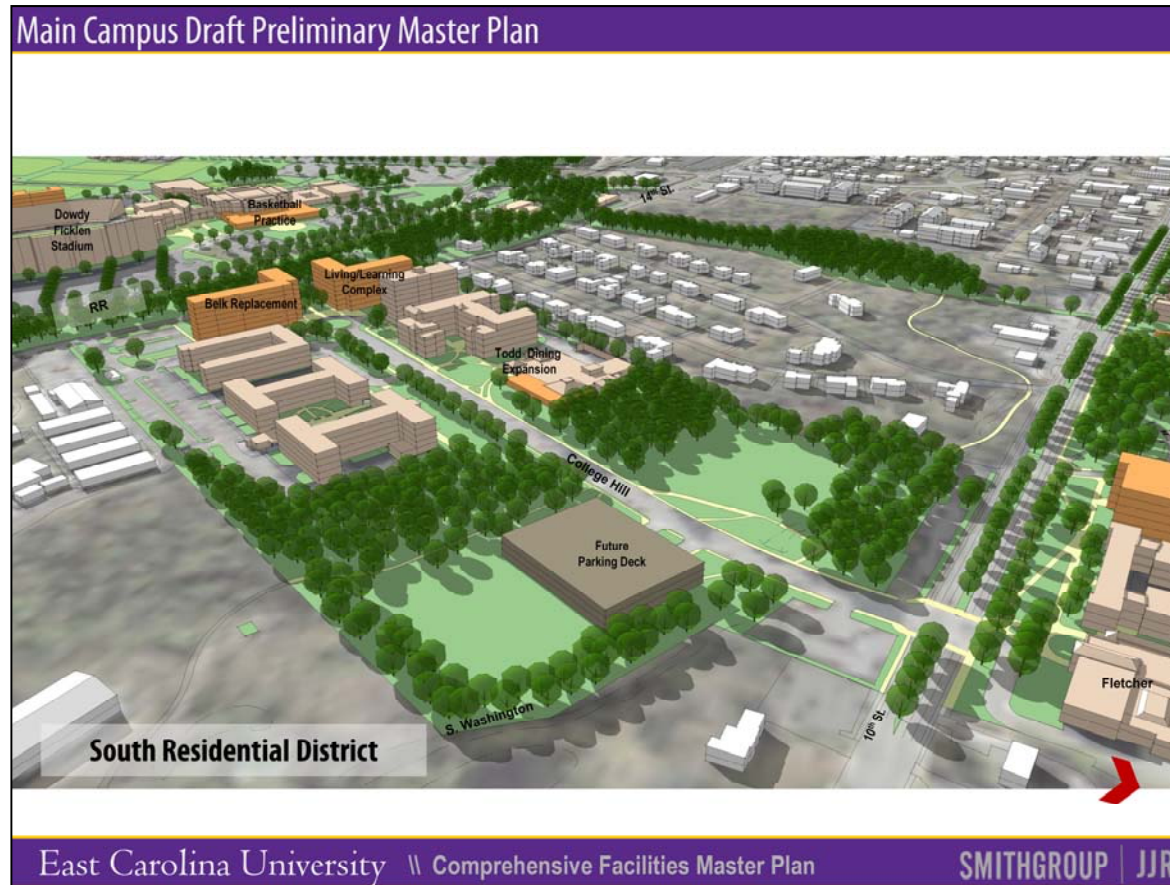 Main Campus Draft Preliminary Master Plan
14th St.
Basketball
Practice
Dowdy
Ficklen
Stadium
Living/Learning
Complex
RR
Belk Replacement
Todd Dining
Expansion
College Hill
Future
Parking Deck
Fletcher
S. Washington
10th St.
South Residential District
East Carolina University \\ Comprehensive Facilities Master Plan
SMITHGROUP | JJR